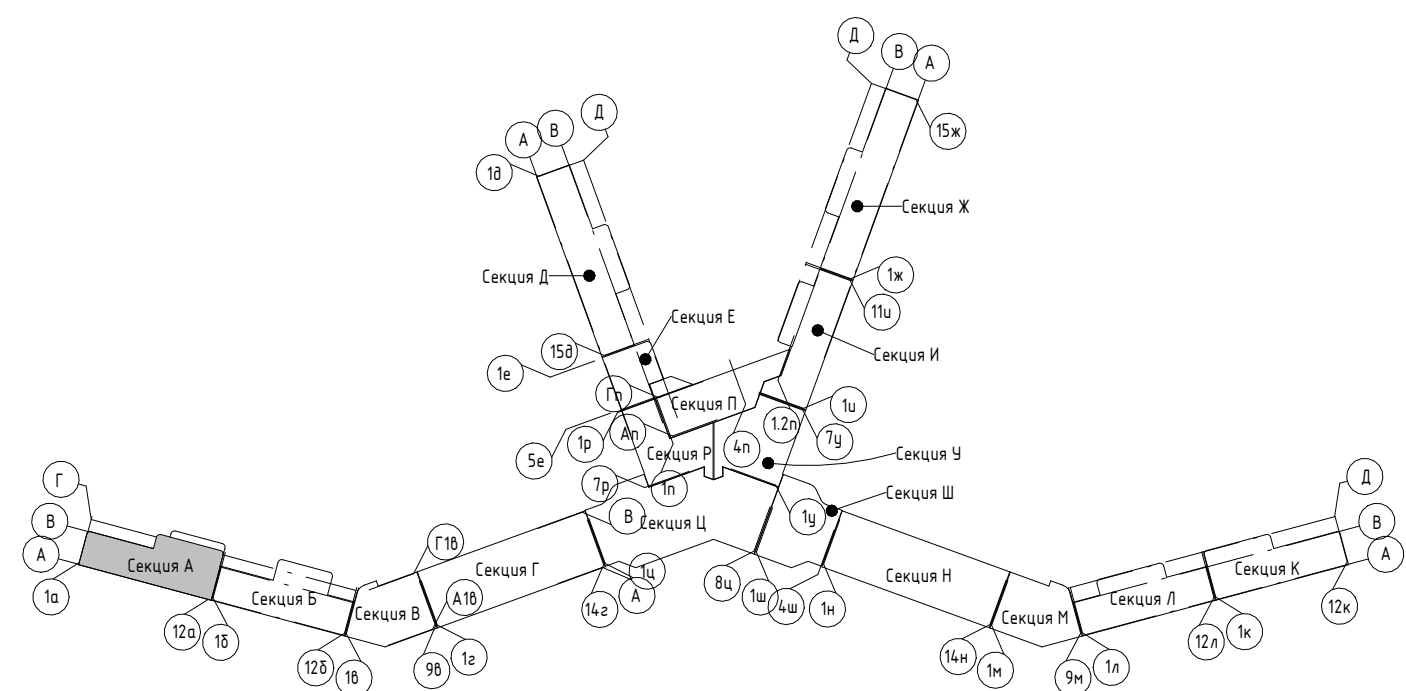 Д
В
А
15ж
Д
В
А
1д
Секция Ж
Секция Д
1ж
11и
Секция Е
15д
Секция И
1е
Гп
Секция П
1и
1.2п
7у
Ап
1р
4п
5е
Секция Р
Секция У
7р
1п
Г
Д
Секция Ш
В
В
Секция Ц
1у
В
А
Г1в
А
Секция А
Секция Г
1ц
8ц
Секция Н
Секция К
1а
Секция Б
А1в
А
1ш
4ш
1н
Секция Л
12к
Секция В
14г
Секция М
12а
1б
12л
1к
12б
1в
9в
1г
14н
1м
9м
1л